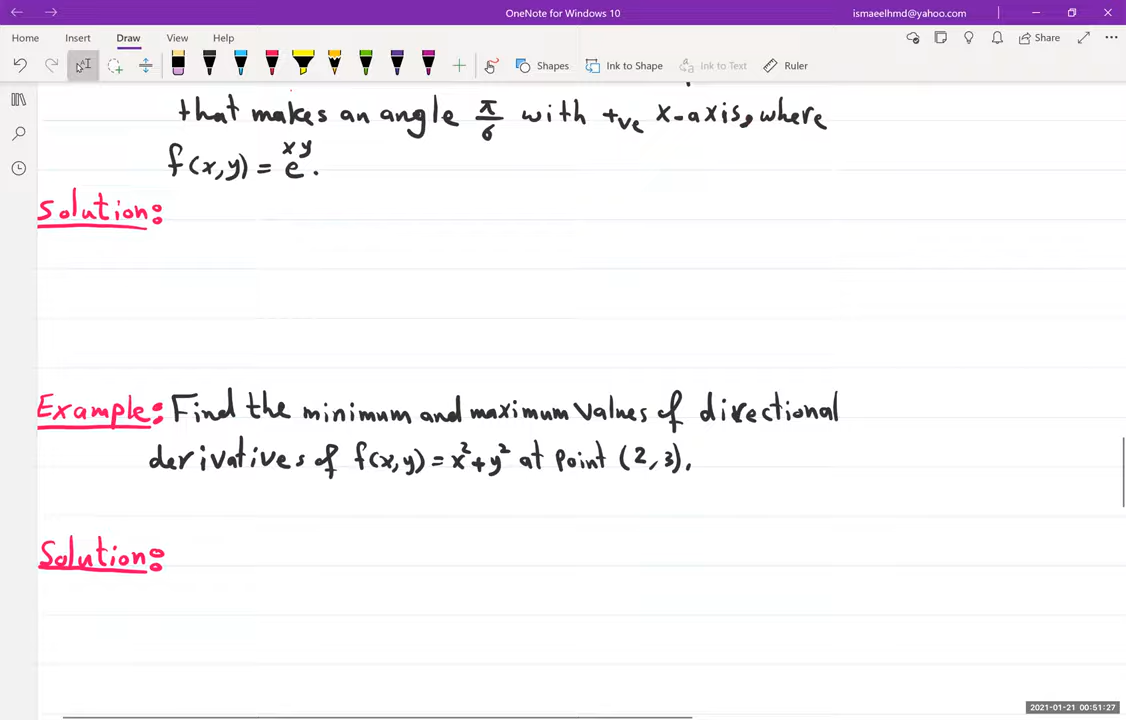 OneNote for Windows 10
ismaeelhmd@yahoo.com
Home Insert Draw View Help
Share
Shapes Ink to Shape Ink to Text Ruler
that makes an angle π/6 with +ve x-axis, where
f(x,y) = e^xy.
Solution:
Example: Find the minimum and maximum values of directional
derivatives of f(x,y) = x²+y² at point (2,3).
Solution:
2021-01-21 00:51:27